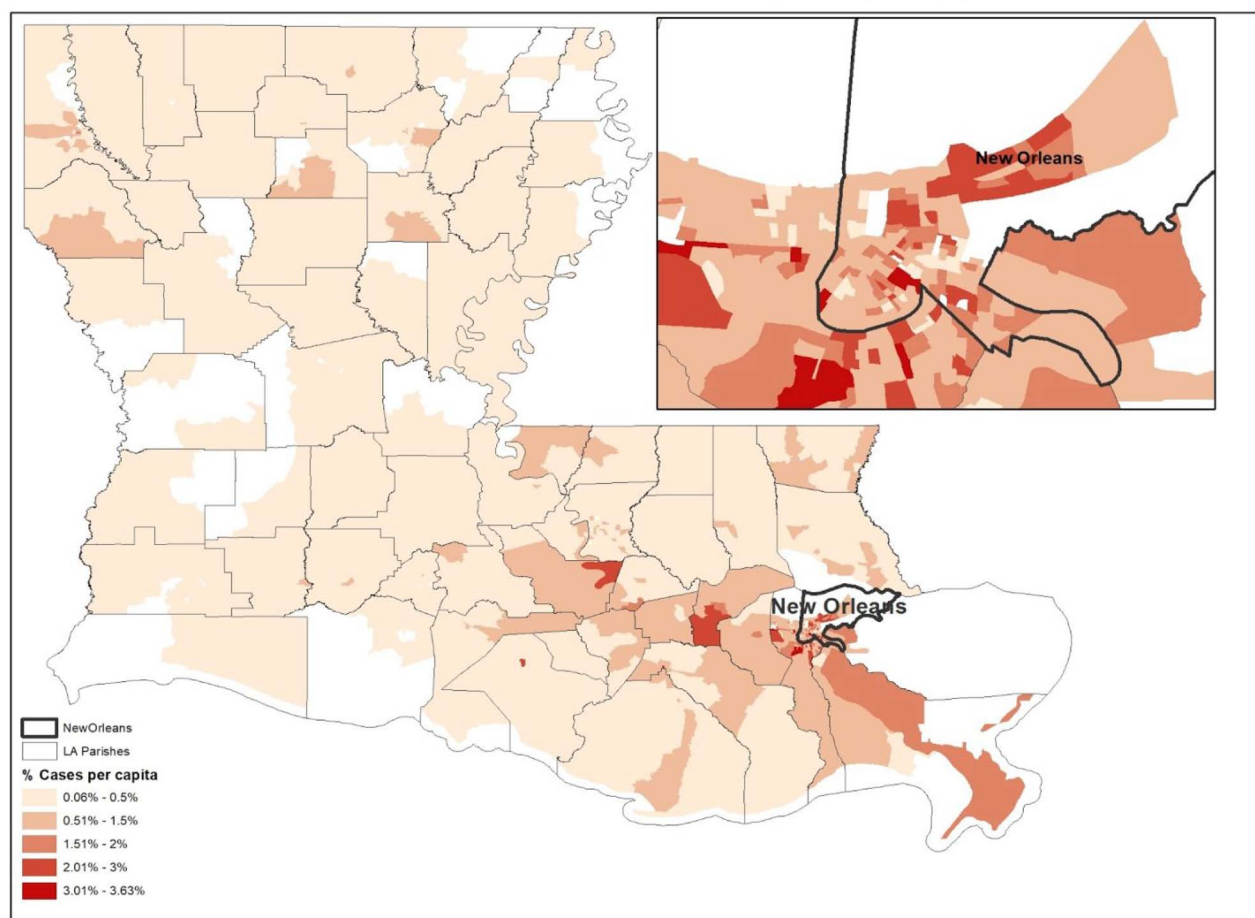 New Orleans
New Orleans
NewOrleans
LA Parishes
% Cases per capita
0.06% - 0.5%
0.51% - 1.5%
1.51% - 2%
2.01% - 3%
3.01% - 3.63%